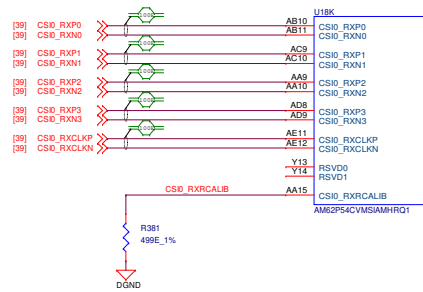 U18K
[39] CSI0_RXP0 AB10 CSI0_RXP0
[39] CSI0_RXN0 AB11 CSI0_RXN0
[39] CSI0_RXP1 AC9 CSI0_RXP1
[39] CSI0_RXN1 AC10 CSI0_RXN1
[39] CSI0_RXP2 AA9 CSI0_RXP2
[39] CSI0_RXN2 AA10 CSI0_RXN2
[39] CSI0_RXP3 AD8 CSI0_RXP3
[39] CSI0_RXN3 AD9 CSI0_RXN3
[39] CSI0_RXCLKP AE11 CSI0_RXCLKP
[39] CSI0_RXCLKN AE12 CSI0_RXCLKN
Y13 RSVD0
Y14 RSVD1
CSI0_RXRCALIB AA15 CSI0_RXRCALIB
AM62P54CVMSIAMHRQ1
R381
499E_1%
DGND